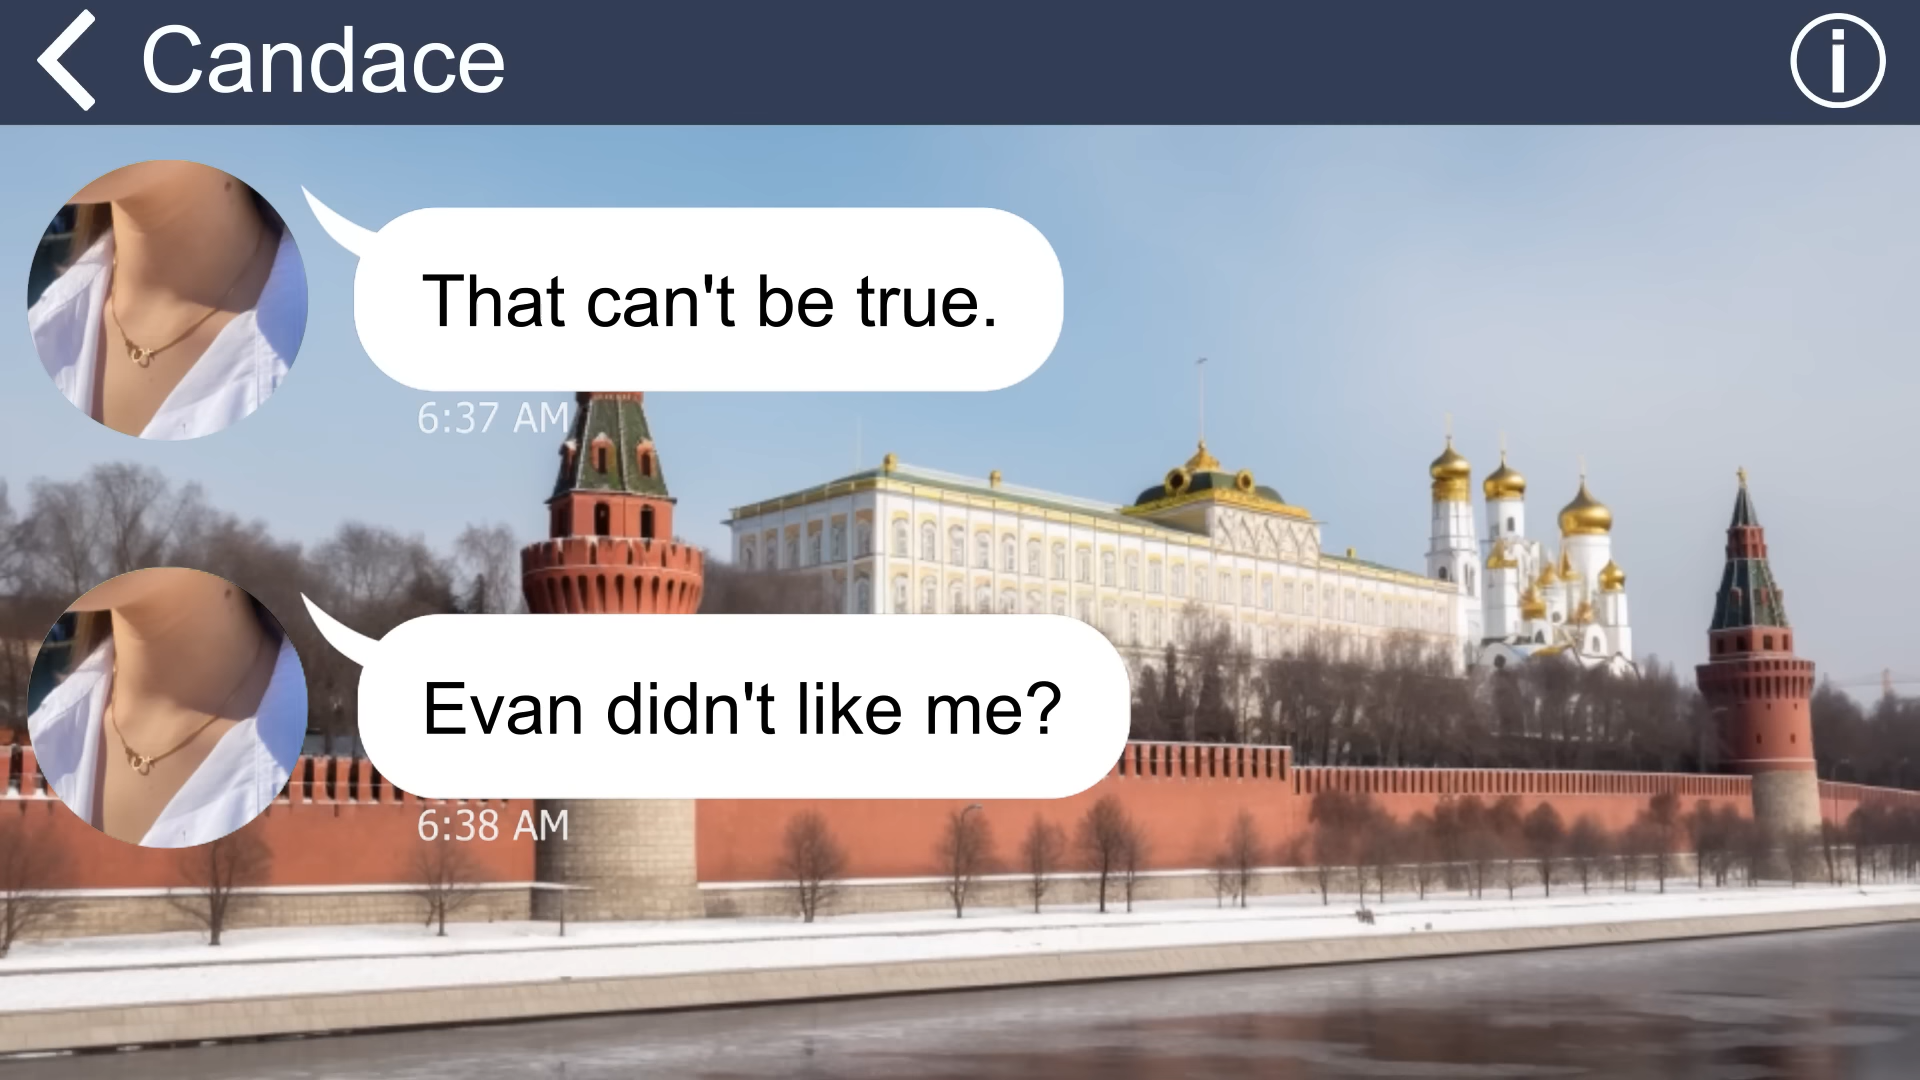 Candace
That can't be true.
6:37 AM
Evan didn't like me?
6:38 AM